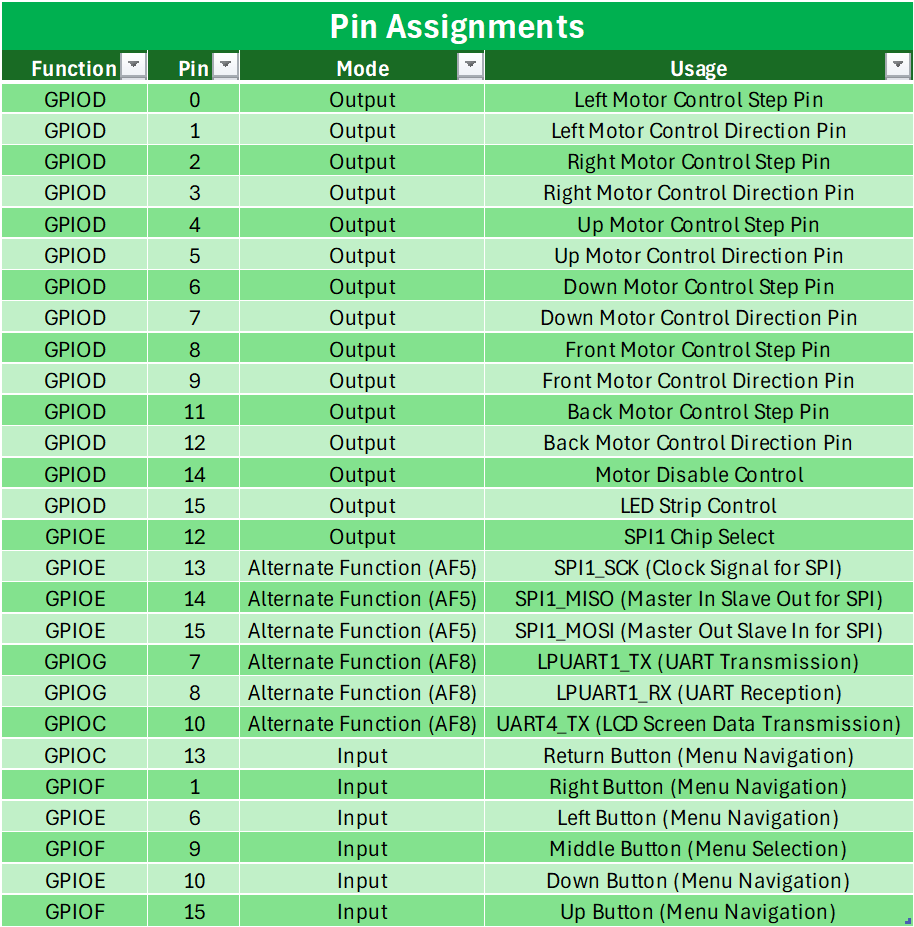 Pin Assignments
Function Pin Mode Usage
GPIOD 0 Output Left Motor Control Step Pin
GPIOD 1 Output Left Motor Control Direction Pin
GPIOD 2 Output Right Motor Control Step Pin
GPIOD 3 Output Right Motor Control Direction Pin
GPIOD 4 Output Up Motor Control Step Pin
GPIOD 5 Output Up Motor Control Direction Pin
GPIOD 6 Output Down Motor Control Step Pin
GPIOD 7 Output Down Motor Control Direction Pin
GPIOD 8 Output Front Motor Control Step Pin
GPIOD 9 Output Front Motor Control Direction Pin
GPIOD 11 Output Back Motor Control Step Pin
GPIOD 12 Output Back Motor Control Direction Pin
GPIOD 14 Output Motor Disable Control
GPIOD 15 Output LED Strip Control
GPIOE 12 Output SPI1 Chip Select
GPIOE 13 Alternate Function (AF5) SPI1_SCK (Clock Signal for SPI)
GPIOE 14 Alternate Function (AF5) SPI1_MISO (Master In Slave Out for SPI)
GPIOE 15 Alternate Function (AF5) SPI1_MOSI (Master Out Slave In for SPI)
GPIOG 7 Alternate Function (AF8) LPUART1_TX (UART Transmission)
GPIOG 8 Alternate Function (AF8) LPUART1_RX (UART Reception)
GPIOC 10 Alternate Function (AF8) UART4_TX (LCD Screen Data Transmission)
GPIOC 13 Input Return Button (Menu Navigation)
GPIOF 1 Input Right Button (Menu Navigation)
GPIOE 6 Input Left Button (Menu Navigation)
GPIOF 9 Input Middle Button (Menu Selection)
GPIOE 10 Input Down Button (Menu Navigation)
GPIOF 15 Input Up Button (Menu Navigation)